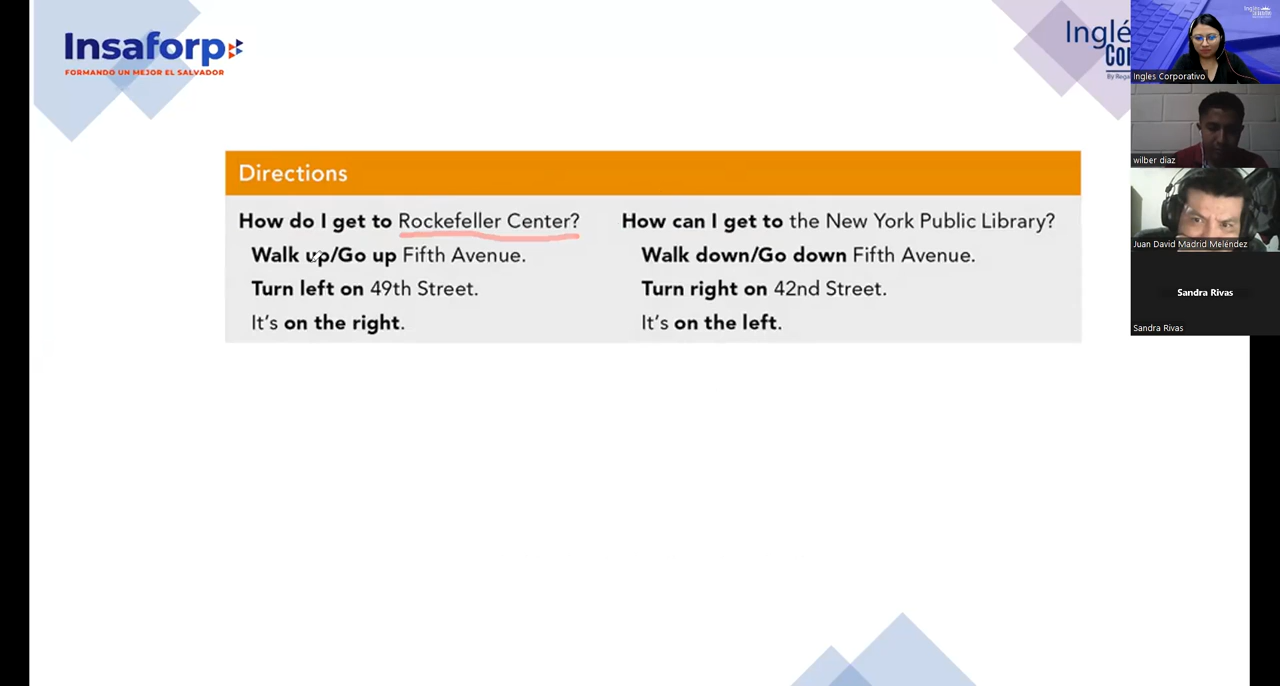 Insaforp
FORMANDO UN MEJOR EL SALVADOR
Inglé
Co
Directions
How do I get to Rockefeller Center?
Walk up/Go up Fifth Avenue.
Turn left on 49th Street.
It's on the right.
How can I get to the New York Public Library?
Walk down/Go down Fifth Avenue.
Turn right on 42nd Street.
It's on the left.
Ingles Corporativo
wilber diaz
Juan David Madrid Meléndez
Sandra Rivas
Sandra Rivas